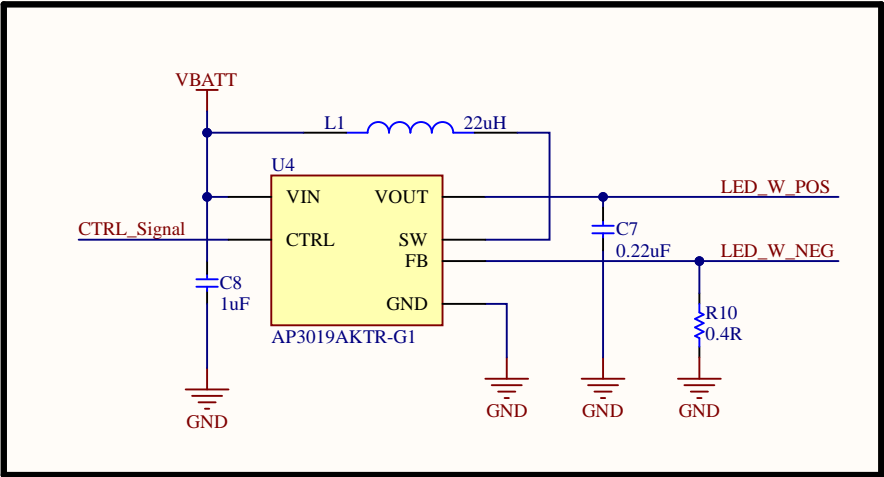 VBATT
L1
22uH
U4
VIN
VOUT
LED_W_POS
CTRL_Signal
CTRL
SW
C7
0.22uF
FB
LED_W_NEG
C8
1uF
GND
R10
0.4R
AP3019AKTR-G1
GND
GND
GND
GND